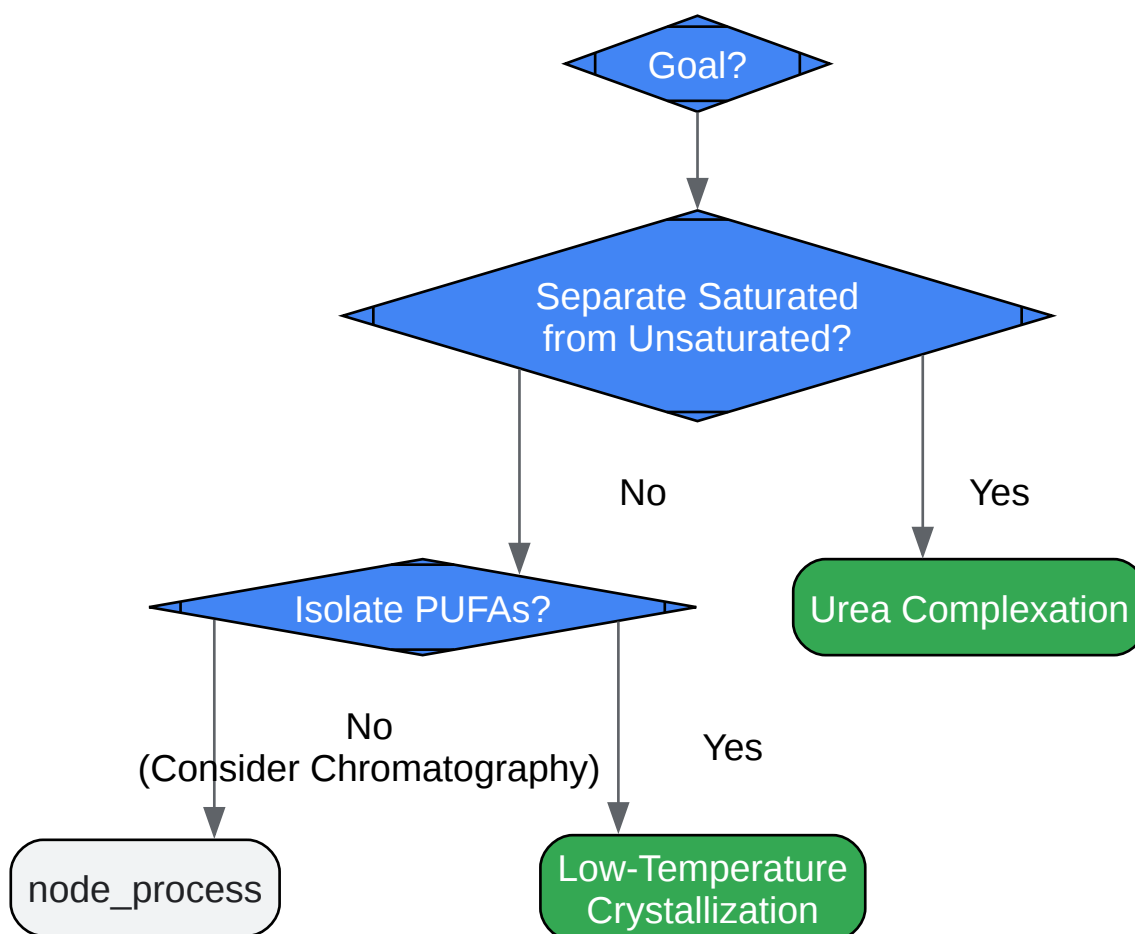 Goal?
Separate Saturated
from Unsaturated?
No
Yes
Isolate PUFAs?
Urea Complexation
No
(Consider Chromatography)
Yes
node_process
Low-Temperature
Crystallization